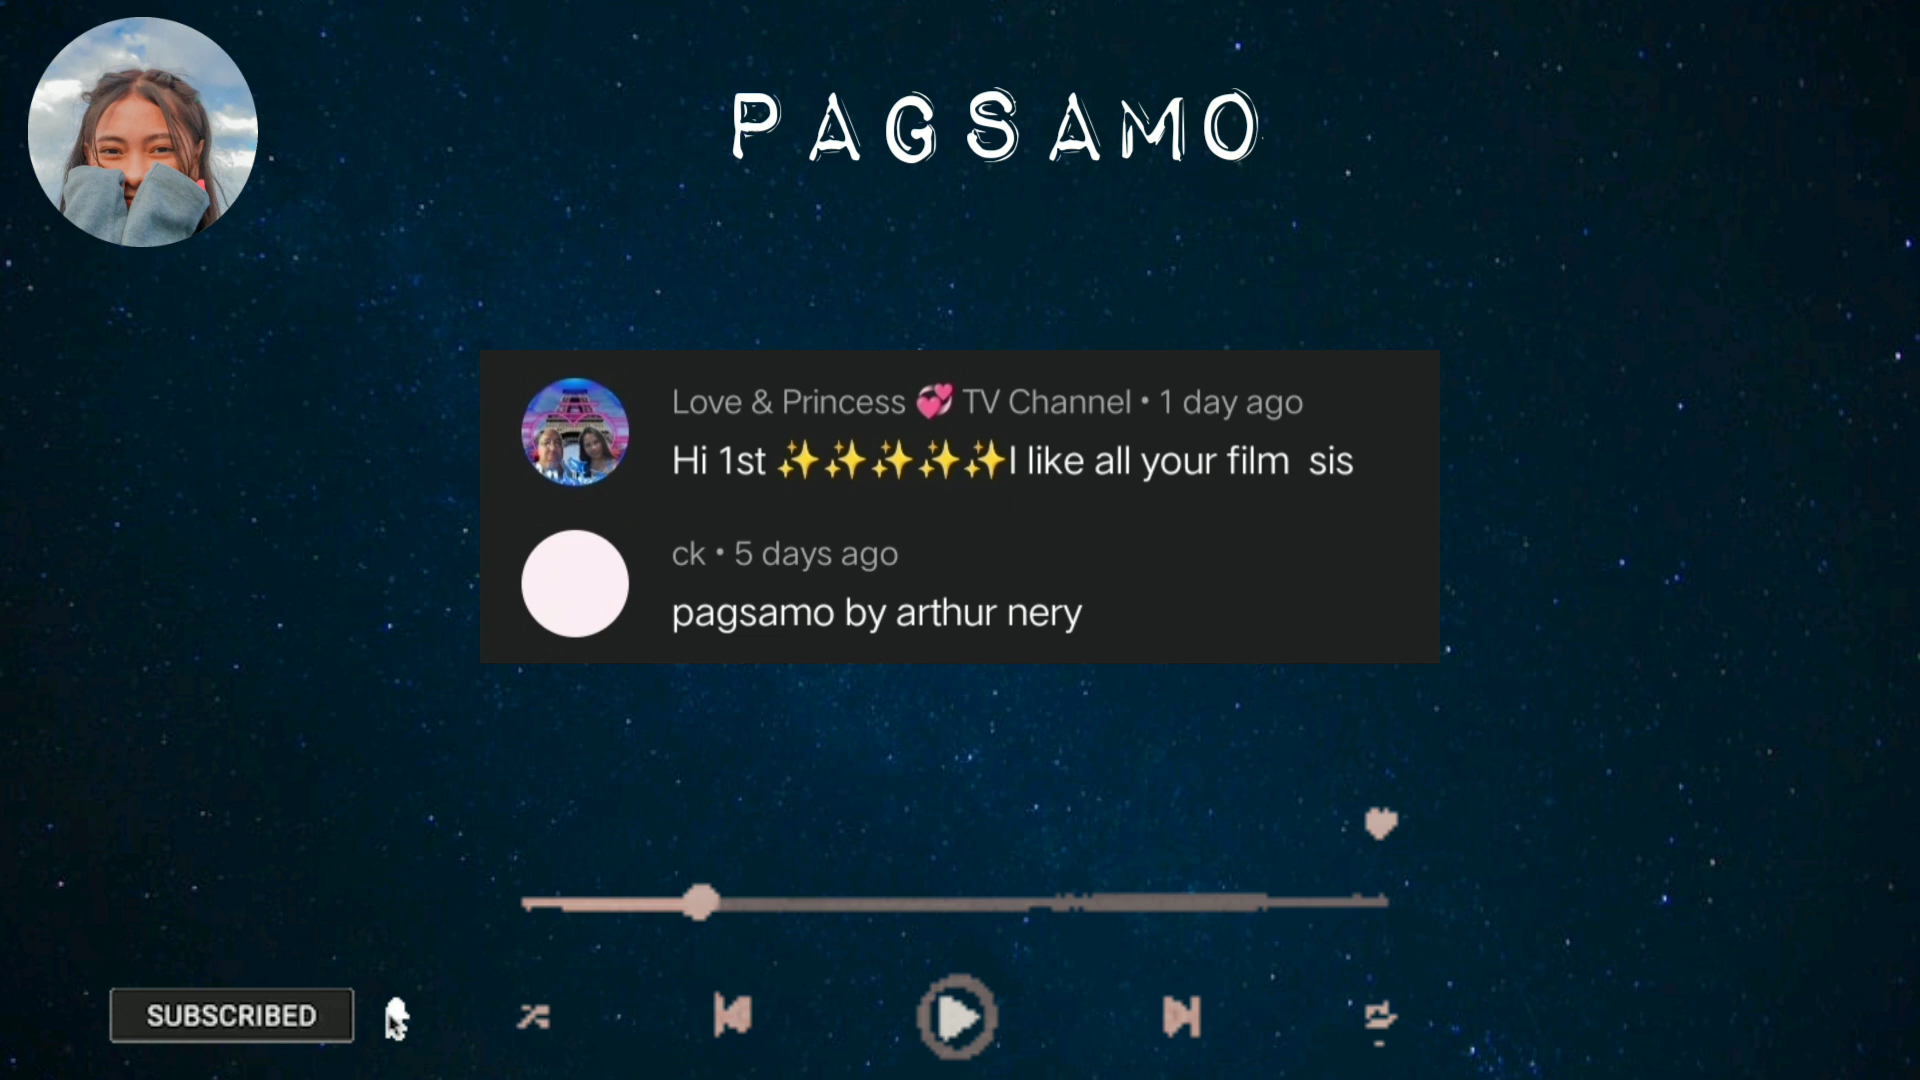 PAGSAMO
Love & Princess 💞 TV Channel • 1 day ago
Hi 1st ✨✨✨✨✨I like all your film  sis
ck • 5 days ago
pagsamo by arthur nery
SUBSCRIBED